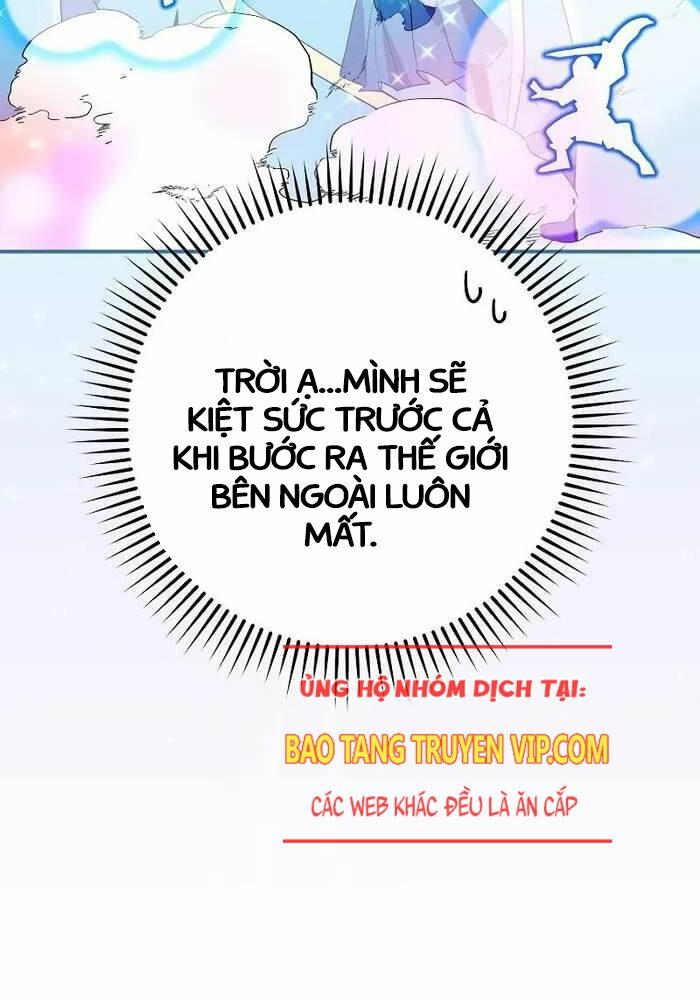 TRỜI Ạ...MÌNH SẼ
KIỆT SỨC TRƯỚC CẢ
KHI BƯỚC RA THẾ GIỚI
BÊN NGOÀI LUÔN
MẤT.
ỦNG HỘ NHÓM DỊCH TẠI:
BAO TANG TRUYEN VIP.COM
CÁC WEB KHÁC ĐỀU LÀ ĂN CẮP